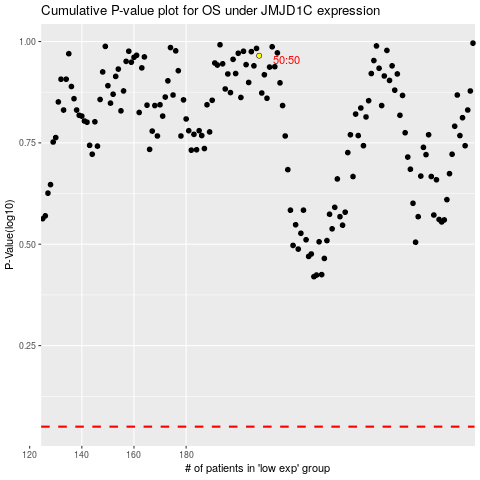 Cumulative P-value plot for OS under JMJD1C expression
P-Value(log10)
1.00
0.75
0.50
0.25
50:50
120 140 160 180
# of patients in 'low exp' group